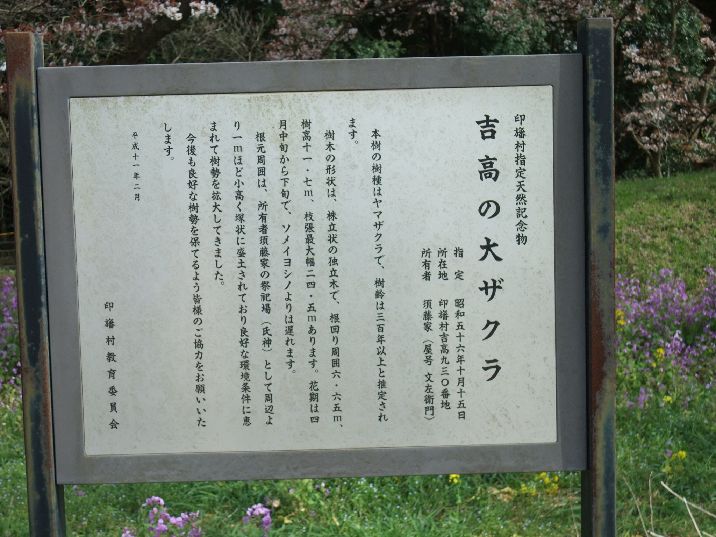 印旛村指定天然記念物
吉高の大ザクラ
指定　昭和五十六年十月十五日
所在地　印旛村吉高九三〇番地
所有者　須藤家（屋号 文左衛門）
本樹の樹種はヤマザクラで、樹齢は三百年以上と推定され
ます。
樹木の形状は、株立状の独立木で、根回り周囲六・六五m、
樹高十一・七m、枝張最大幅二四・五mあります。花期は四
月中旬から下旬で、ソメイヨシノよりは遅れます。
根元周囲は、所有者須藤家の祭祀場（氏神）として周辺よ
り一mほど小高く塚状に盛土されており良好な環境条件に恵
まれて樹勢を拡大してきました。
今後も良好な樹勢を保てるよう皆様のご協力をお願いいた
します。
平成十一年二月
印旛村教育委員会